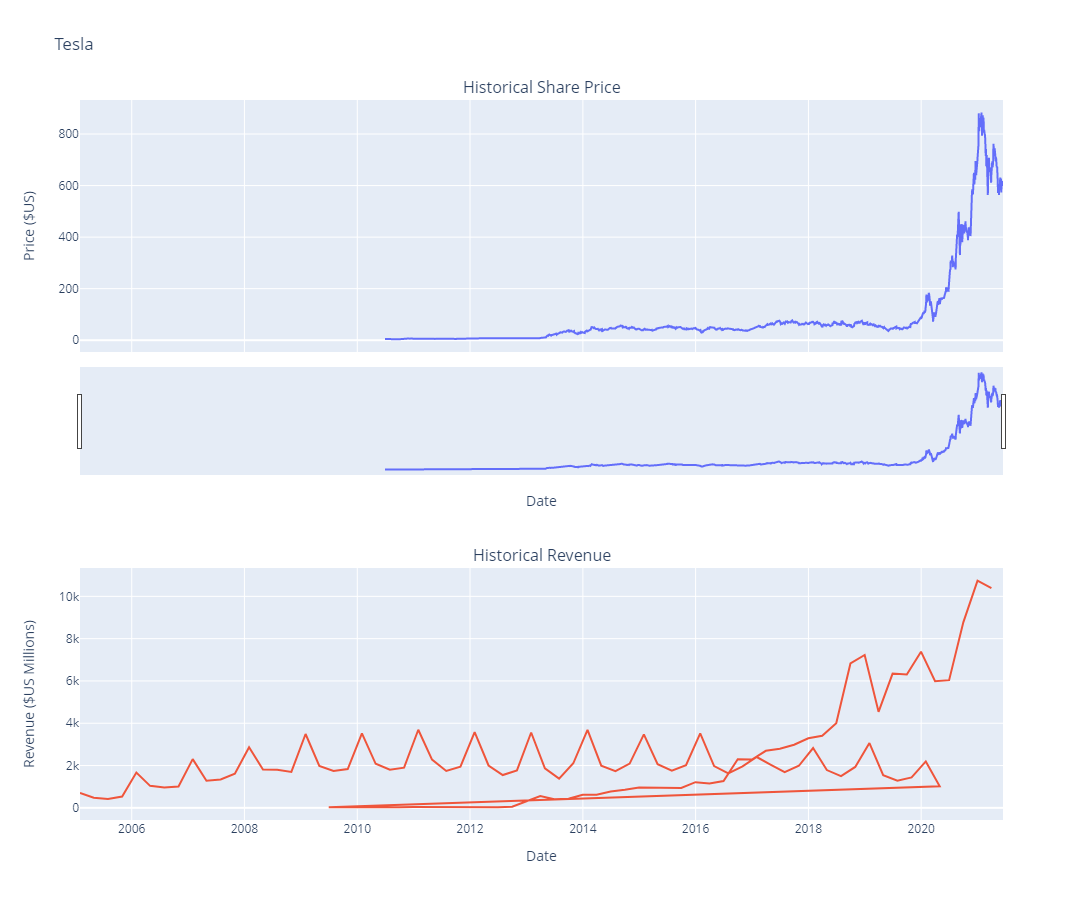 Tesla
Historical Share Price
Price ($US)
800
600
400
200
0
Date
Historical Revenue
Revenue ($US Millions)
10k
8k
6k
4k
2k
0
2006 2008 2010 2012 2014 2016 2018 2020
Date